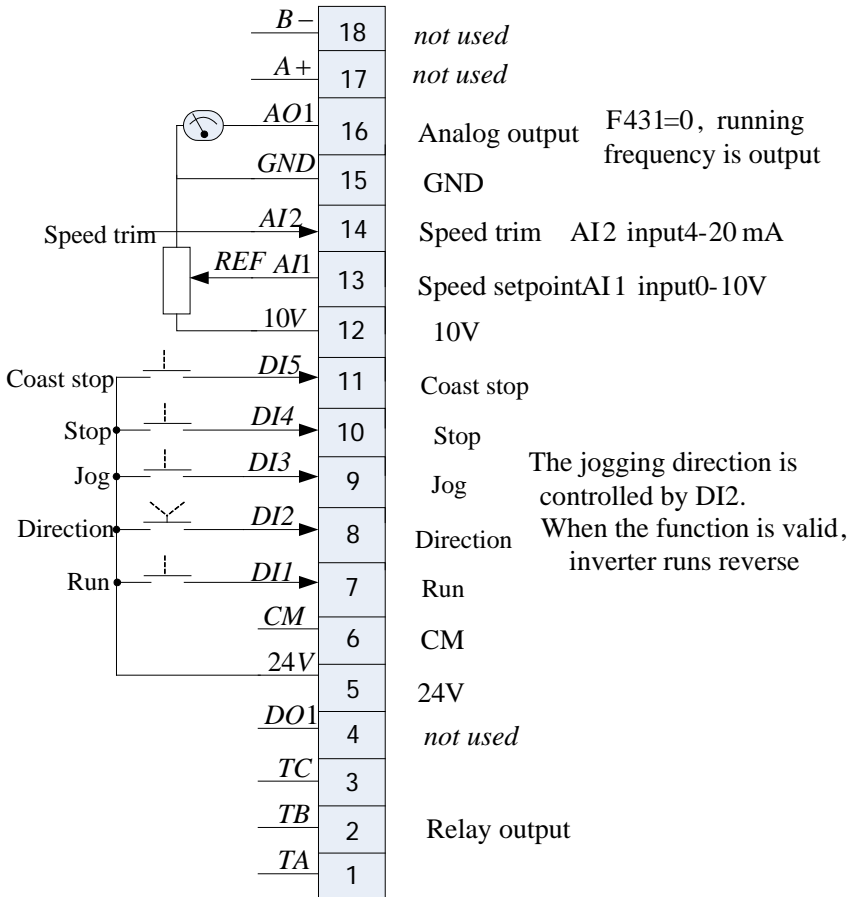 B− 18 not used
A+ 17 not used
AO1 16 Analog output F431=0, running
frequency is output
GND 15 GND
Speed trim AI2 14 Speed trim AI2 input4-20 mA
REF AI1 13 Speed setpointAI1 input0-10V
10V 12 10V
Coast stop DI5 11 Coast stop
Stop DI4 10 Stop
Jog DI3 9 Jog The jogging direction is
controlled by DI2.
Direction DI2 8 Direction When the function is valid,
inverter runs reverse
Run DI1 7 Run
CM 6 CM
24V 5 24V
DO1 4 not used
TC 3
TB 2 Relay output
TA 1